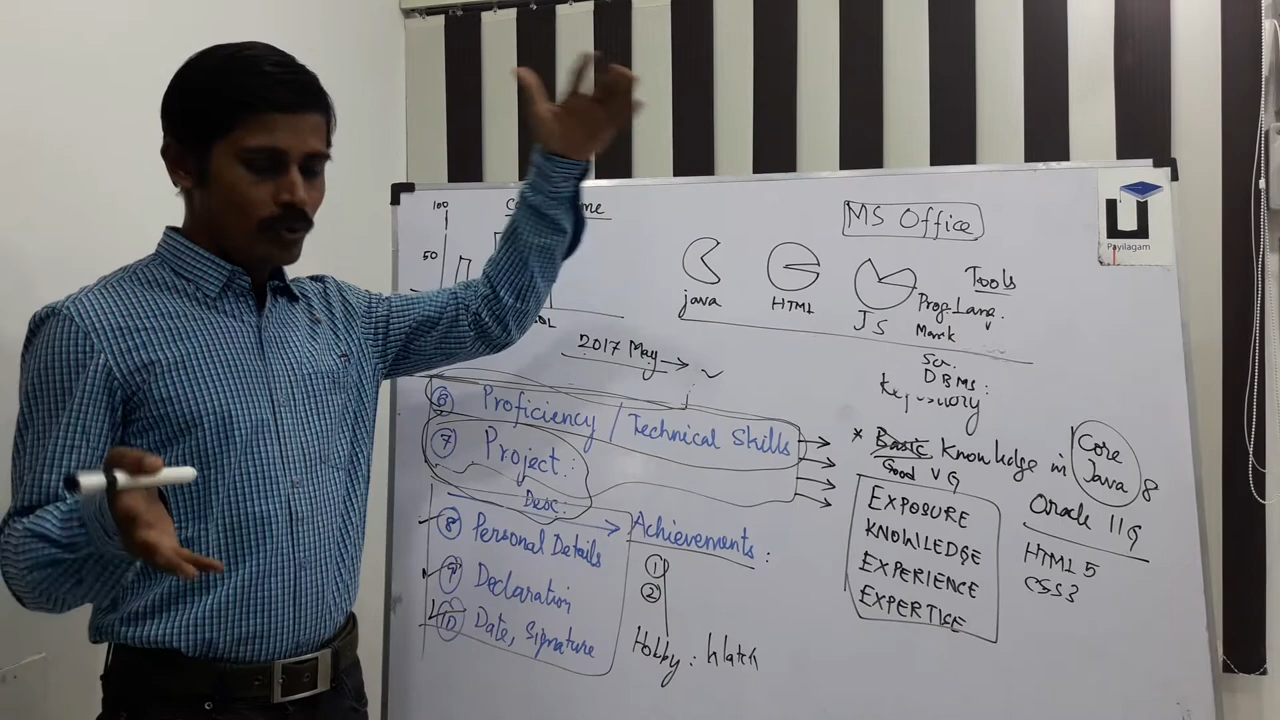 100
50
MS Office
Payilagam
java
HTML
JS
Tools
Prog. Lang.
Mark
Scr.
DBMS:
Repository
2017 May
6 Proficiency / Technical Skills
7 Project:
Desc:
8 Personal Details
9 Declaration
10 Date, Signature
Achievements:
1
2
Hobby:
* Basic Knowledge in Core Java 8
Good VG
EXPOSURE
KNOWLEDGE
EXPERIENCE
EXPERTISE
Oracle 11g
HTML 5
CSS3